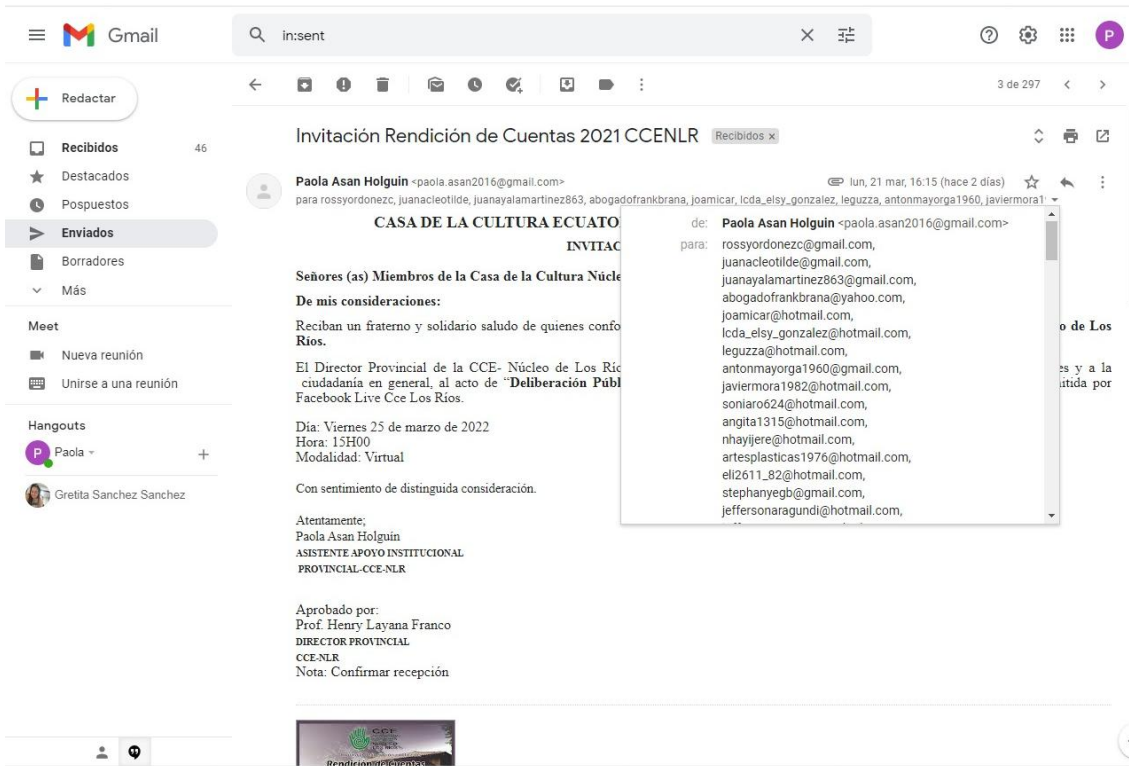 Gmail
in:sent
P
Redactar
3 de 297
Recibidos 46
Destacados
Pospuestos
Enviados
Borradores
Más
Meet
Nueva reunión
Unirse a una reunión
Hangouts
P Paola
Gretita Sanchez Sanchez
Invitación Rendición de Cuentas 2021 CCENLR Recibidos x
Paola Asan Holguin <paola.asan2016@gmail.com> lun, 21 mar, 16:15 (hace 2 días)
para rossyordonezc, juanacleotilde, juanayalamartinez863, abogadofrankbrana, joamicar, lcda_elsy_gonzalez, leguzza, antonmayorga1960, javiermora1
CASA DE LA CULTURA ECUATO
INVITAC
Señores (as) Miembros de la Casa de la Cultura Núcle
De mis consideraciones:
Reciban un fraterno y solidario saludo de quienes confo o de Los
Ríos.
El Director Provincial de la CCE- Núcleo de Los Río es y a la
ciudadanía en general, al acto de “Deliberación Públ itida por
Facebook Live Cce Los Ríos.
Día: Viernes 25 de marzo de 2022
Hora: 15H00
Modalidad: Virtual
Con sentimiento de distinguida consideración.
Atentamente;
Paola Asan Holguín
ASISTENTE APOYO INSTITUCIONAL
PROVINCIAL-CCE-NLR
Aprobado por:
Prof. Henry Layana Franco
DIRECTOR PROVINCIAL
CCE-NLR
Nota: Confirmar recepción
de: Paola Asan Holguin <paola.asan2016@gmail.com>
para: rossyordonezc@gmail.com,
juanacleotilde@gmail.com,
juanayalamartinez863@gmail.com,
abogadofrankbrana@yahoo.com,
joamicar@hotmail.com,
lcda_elsy_gonzalez@hotmail.com,
leguzza@hotmail.com,
antonmayorga1960@gmail.com,
javiermora1982@hotmail.com,
soniaro624@hotmail.com,
angita1315@hotmail.com,
nhayijere@hotmail.com,
artesplasticas1976@hotmail.com,
eli2611_82@hotmail.com,
stephanyegb@gmail.com,
jeffersonaragundi@hotmail.com,
CCE
Rendición de Cuentas